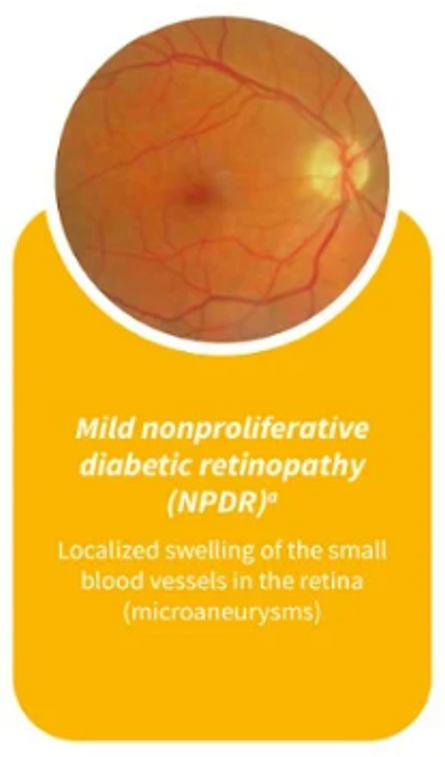 Mild nonproliferative
diabetic retinopathy
(NPDR)ᵃ
Localized swelling of the small
blood vessels in the retina
(microaneurysms)